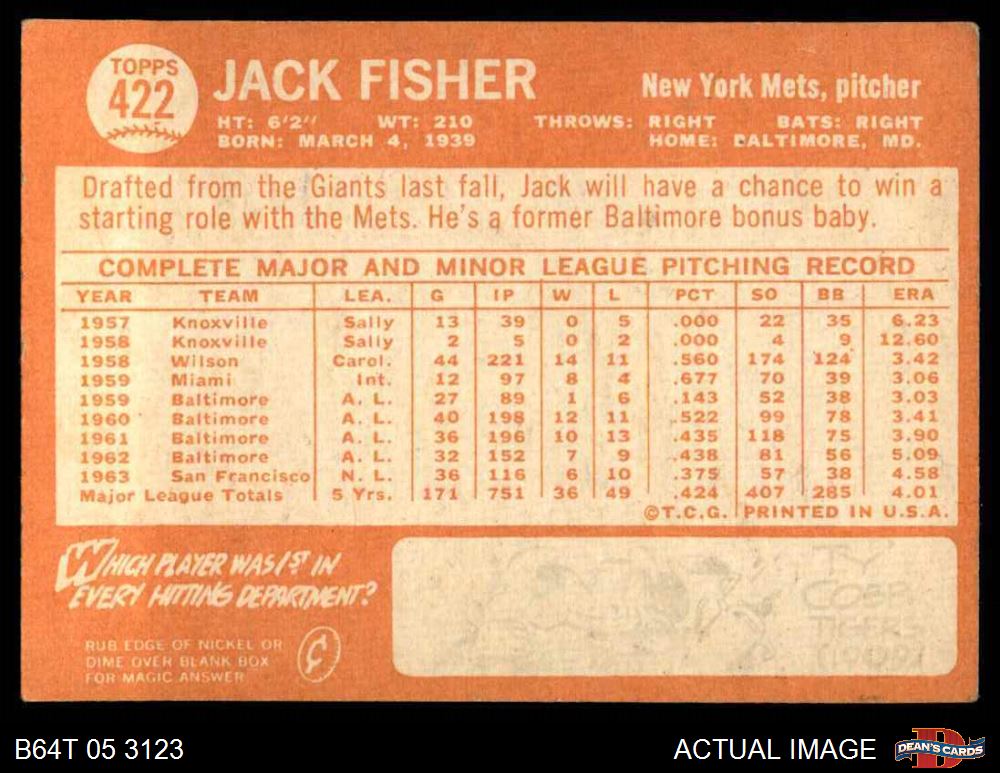 TOPPS
422
JACK FISHER
New York Mets, pitcher
HT: 6'2" WT: 210 THROWS: RIGHT BATS: RIGHT
BORN: MARCH 4, 1939 HOME: BALTIMORE, MD.
Drafted from the Giants last fall, Jack will have a chance to win a
starting role with the Mets. He's a former Baltimore bonus baby.
COMPLETE MAJOR AND MINOR LEAGUE PITCHING RECORD
YEAR TEAM LEA. G IP W L PCT SO BB ERA
1957 Knoxville Sally 13 39 0 5 .000 22 35 6.23
1958 Knoxville Sally 2 5 0 2 .000 4 9 12.60
1958 Wilson Carol. 44 221 14 11 .560 174 124 3.42
1959 Miami Int. 12 97 8 4 .677 70 39 3.06
1959 Baltimore A. L. 27 89 1 6 .143 52 38 3.03
1960 Baltimore A. L. 40 198 12 11 .522 99 78 3.41
1961 Baltimore A. L. 36 196 10 13 .435 118 75 3.90
1962 Baltimore A. L. 32 152 7 9 .438 81 56 5.09
1963 San Francisco N. L. 36 116 6 10 .375 57 38 4.58
Major League Totals 5 Yrs. 171 751 36 49 .424 407 285 4.01
©T.C.G. PRINTED IN U.S.A.
WHICH PLAYER WAS 1ST IN
EVERY HITTING DEPARTMENT?
RUB EDGE OF NICKEL OR
DIME OVER BLANK BOX
FOR MAGIC ANSWER
¢
TY
COBB
TIGERS
(1909)
B64T 05 3123
ACTUAL IMAGE
DEAN'S CARDS